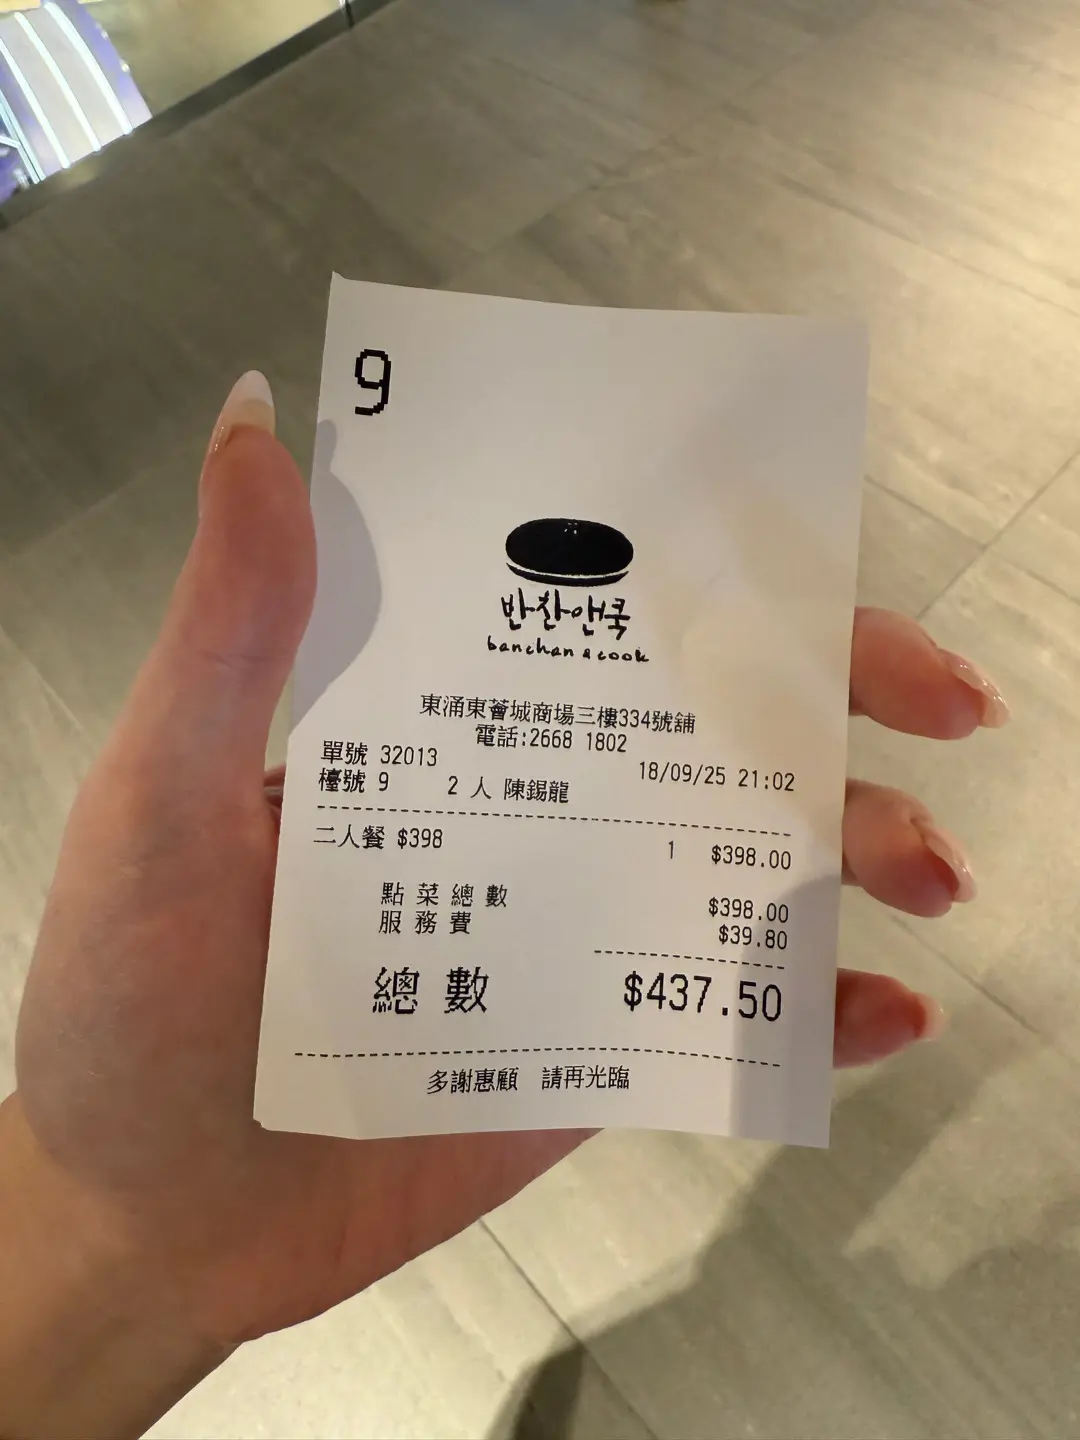 9
반찬앤쿡
banchan & cook
東涌東薈城商場三樓334號舖
電話:2668 1802
單號 32013
18/09/25 21:02
檯號 9 2 人 陳錫龍
二人餐 $398 1 $398.00
點菜總數 $398.00
服務費 $39.80
總數 $437.50
多謝惠顧 請再光臨